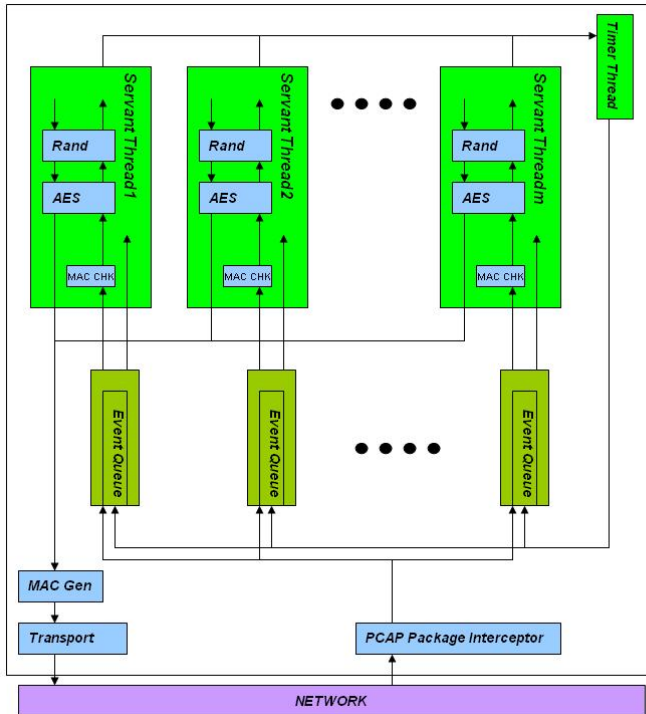 Timer Thread
Servant Thread1
Rand
AES
MAC CHK
Servant Thread2
Rand
AES
MAC CHK
Servant Threadm
Rand
AES
MAC CHK
Event Queue
Event Queue
Event Queue
MAC Gen
Transport
PCAP Package Interceptor
NETWORK